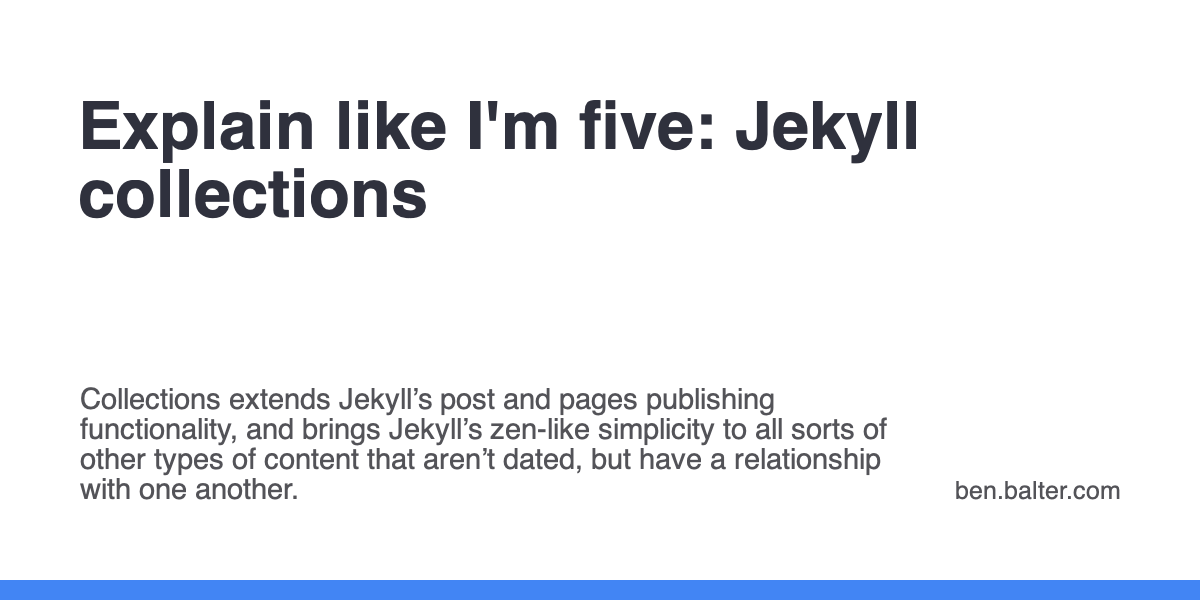 Explain like I'm five: Jekyll
collections
Collections extends Jekyll’s post and pages publishing
functionality, and brings Jekyll’s zen-like simplicity to all sorts of
other types of content that aren’t dated, but have a relationship
with one another.
ben.balter.com